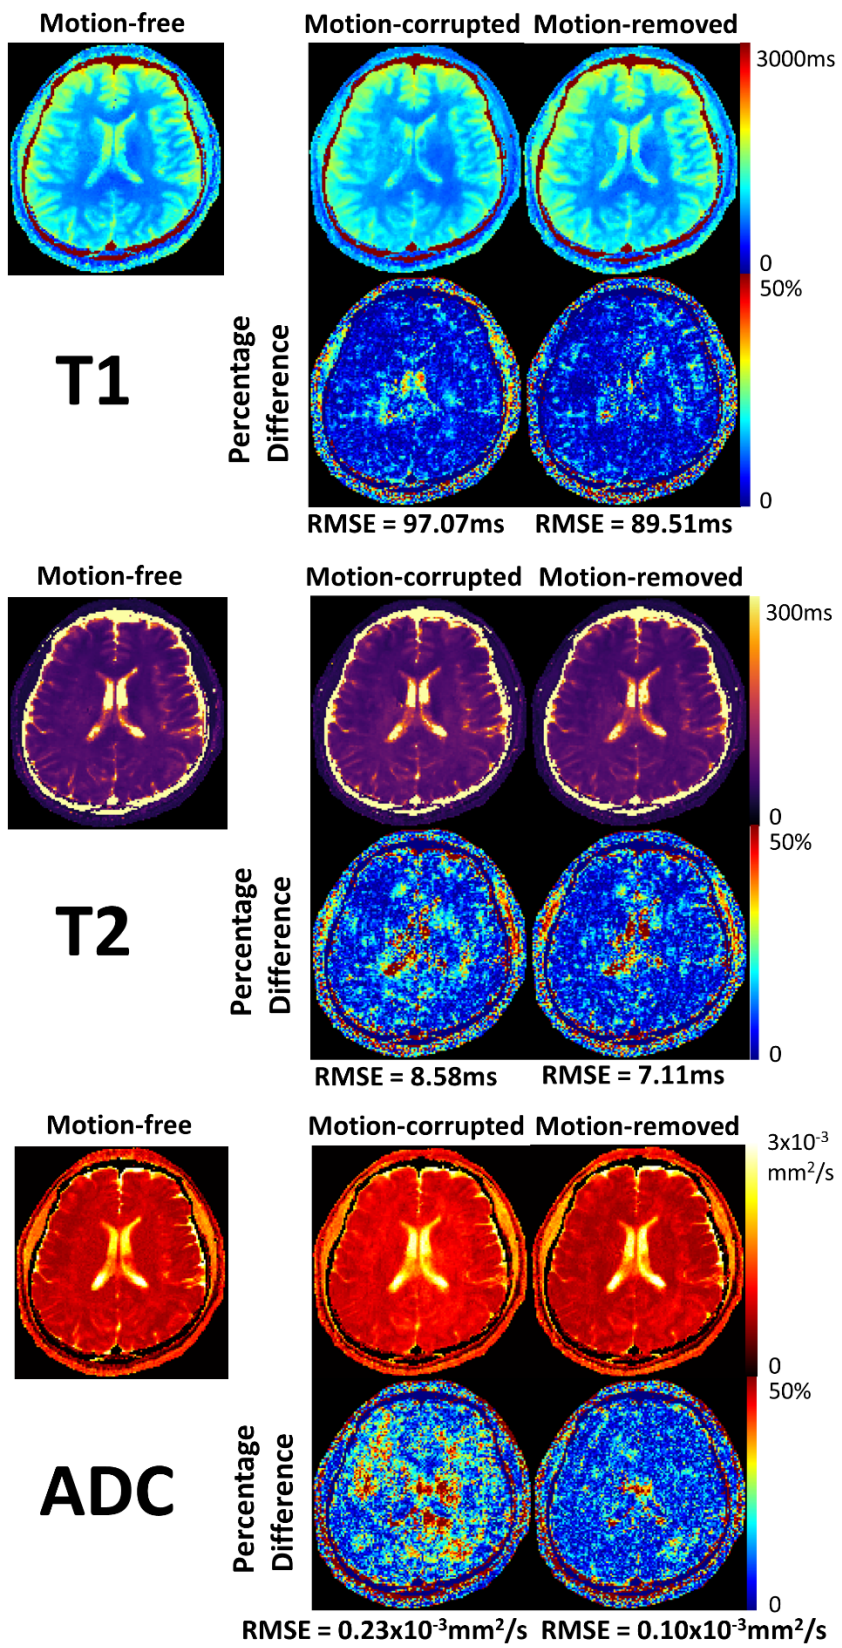 Motion-free
Motion-corrupted
Motion-removed
3000ms
0
50%
T1
Percentage
Difference
0
RMSE = 97.07ms
RMSE = 89.51ms
Motion-free
Motion-corrupted
Motion-removed
300ms
0
50%
T2
Percentage
Difference
0
RMSE = 8.58ms
RMSE = 7.11ms
Motion-free
Motion-corrupted
Motion-removed
3x10⁻³
mm²/s
0
50%
ADC
Percentage
Difference
0
RMSE = 0.23x10⁻³mm²/s
RMSE = 0.10x10⁻³mm²/s